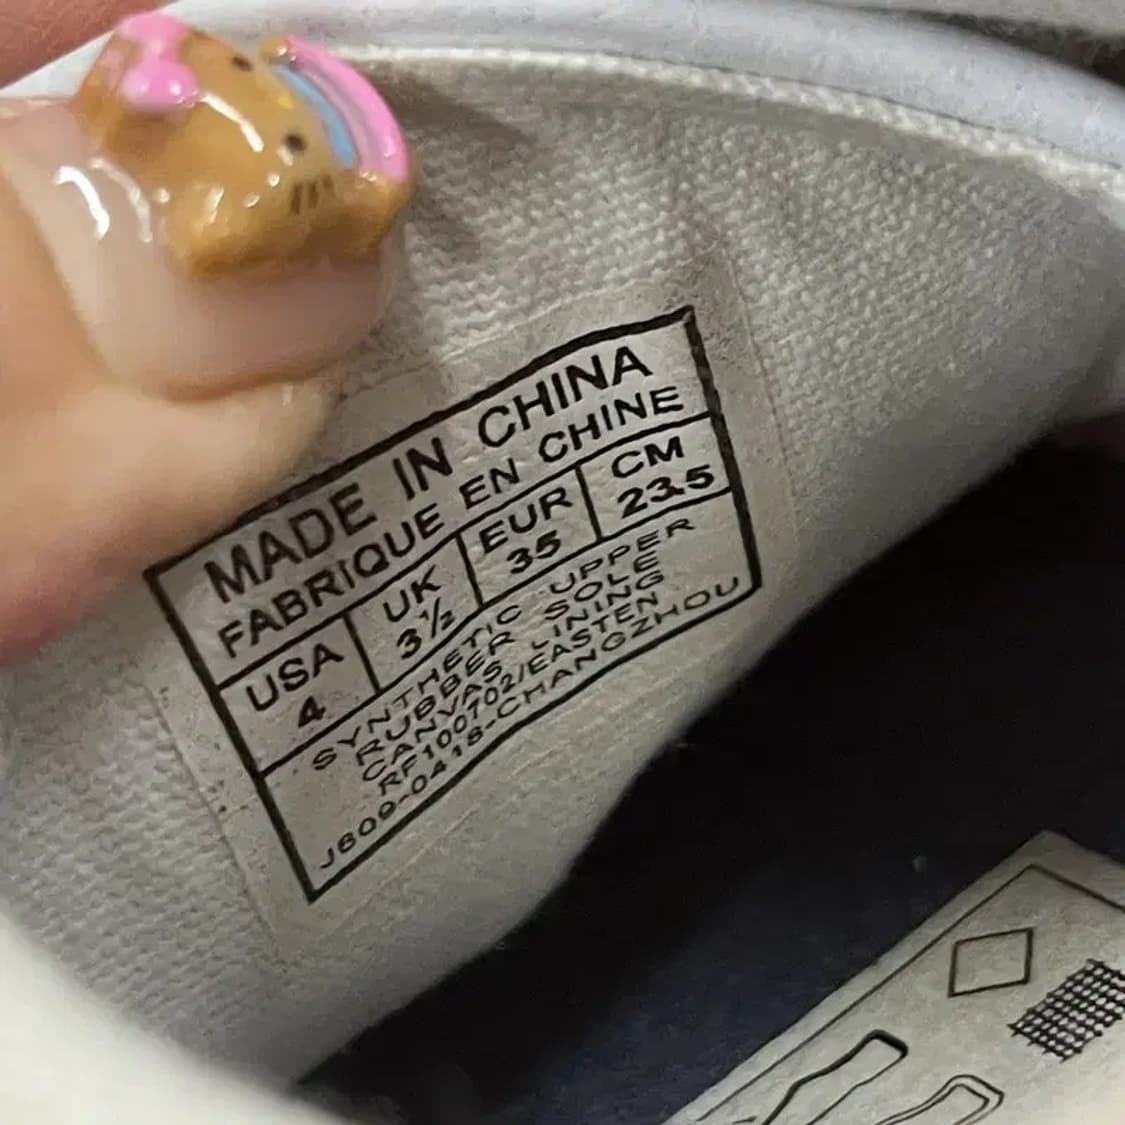 MADE IN CHINA
FABRIQUE EN CHINE
USA UK EUR CM
4 3½ 35 23.5
SYNTHETIC UPPER
RUBBER SOLE
CANVAS LINING
RF100702/EASTEN
J609-0418-CHANGZHOU